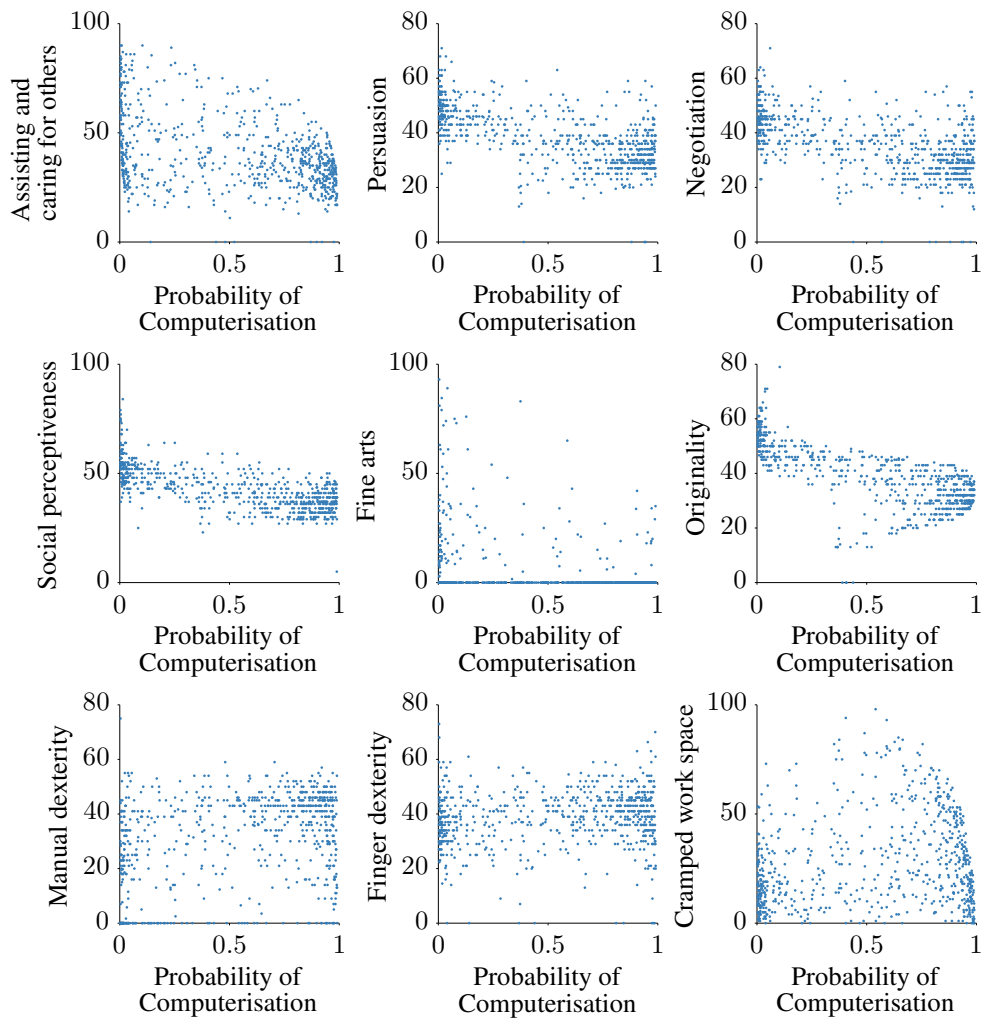 Assisting and
caring for others
100
50
0
0 0.5 1
Probability of
Computerisation
Persuasion
80
60
40
20
0
0 0.5 1
Probability of
Computerisation
Negotiation
80
60
40
20
0
0 0.5 1
Probability of
Computerisation
Social perceptiveness
100
50
0
0 0.5 1
Probability of
Computerisation
Fine arts
100
50
0
0 0.5 1
Probability of
Computerisation
Originality
80
60
40
20
0
0 0.5 1
Probability of
Computerisation
Manual dexterity
80
60
40
20
0
0 0.5 1
Probability of
Computerisation
Finger dexterity
80
60
40
20
0
0 0.5 1
Probability of
Computerisation
Cramped work space
100
50
0
0 0.5 1
Probability of
Computerisation